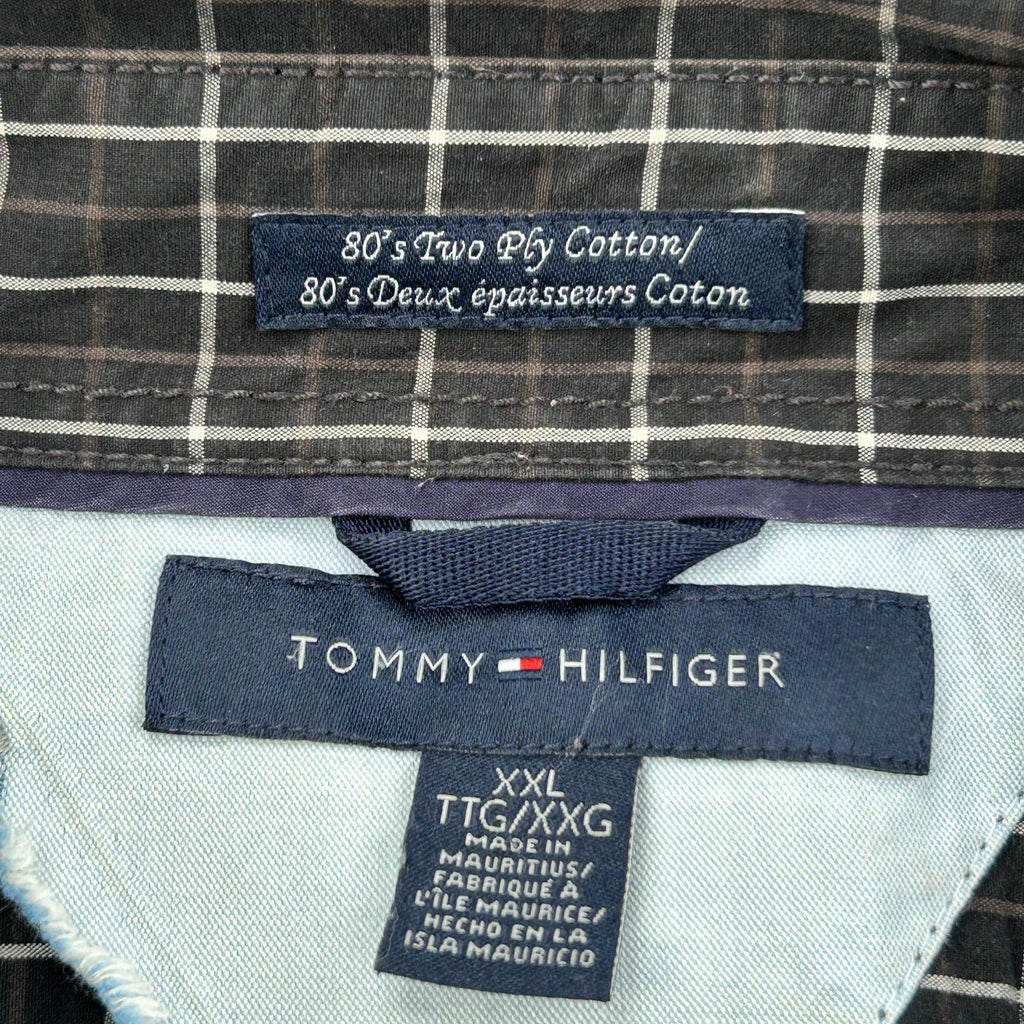 80's Two Ply Cotton/
80's Deux épaisseurs Coton
TOMMY HILFIGER
XXL
TTG/XXG
MADE IN
MAURITIUS/
FABRIQUÉ À
L'ÎLE MAURICE/
HECHO EN LA
ISLA MAURICIO